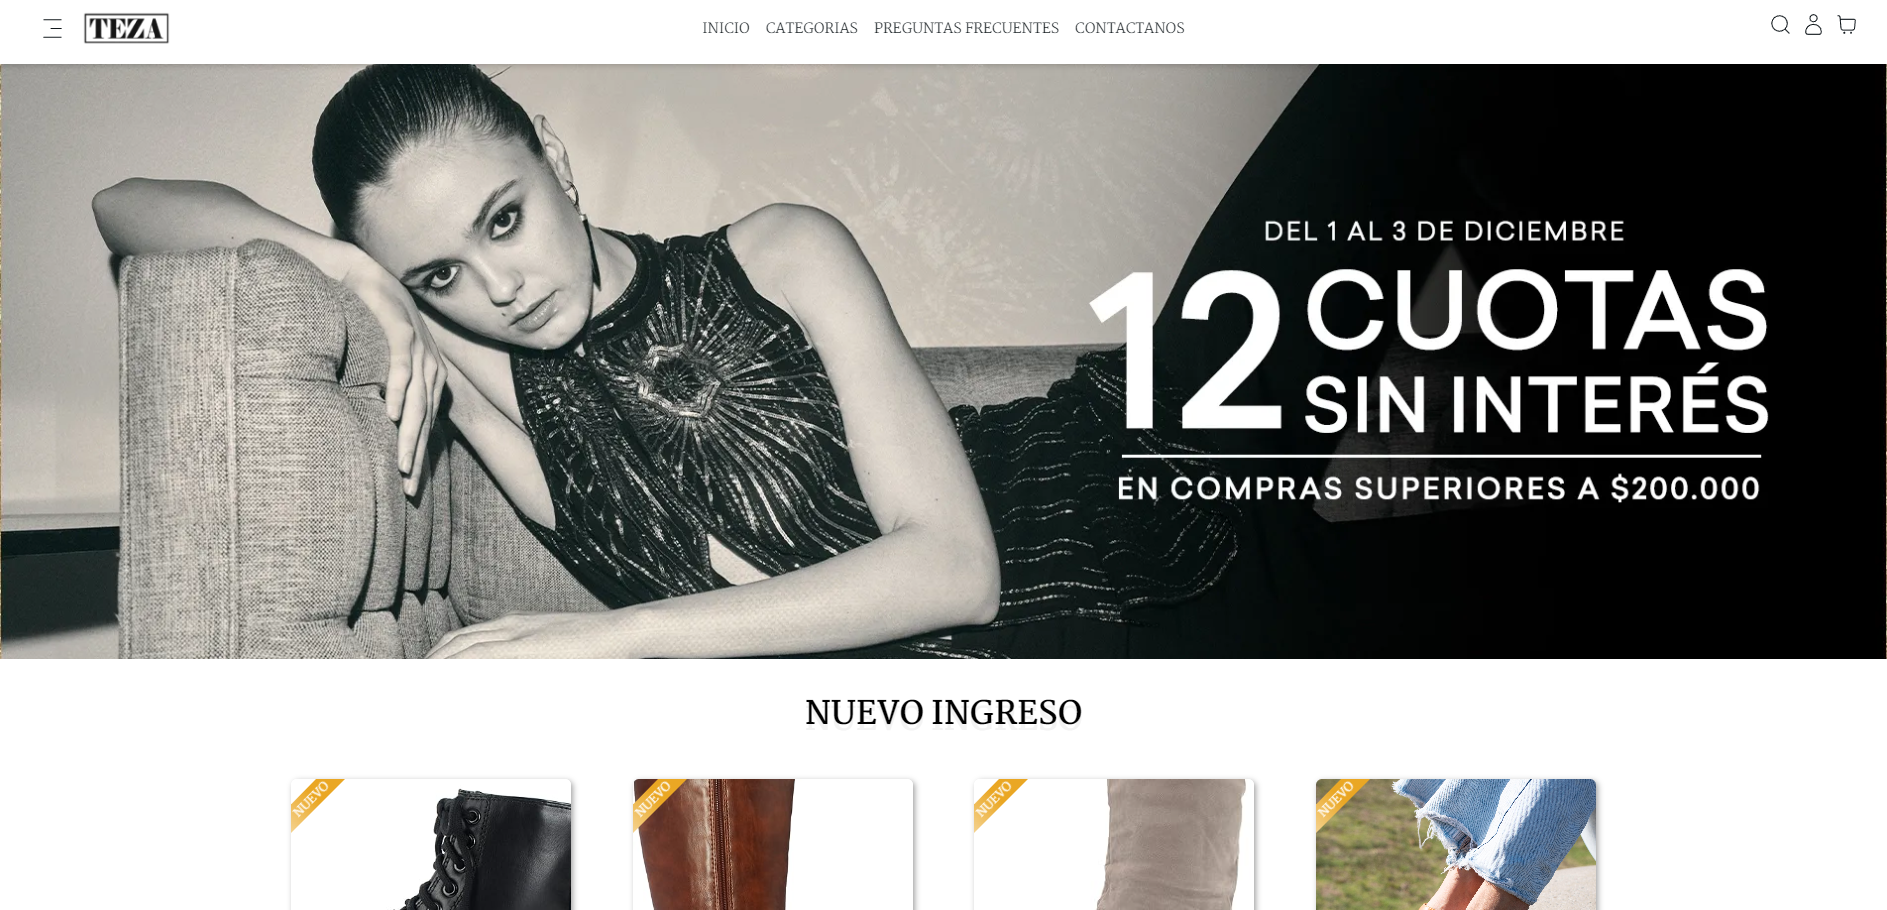 TEZA
INICIO CATEGORIAS PREGUNTAS FRECUENTES CONTACTANOS
DEL 1 AL 3 DE DICIEMBRE
12 CUOTAS
SIN INTERÉS
EN COMPRAS SUPERIORES A $200.000
NUEVO INGRESO
NUEVO
NUEVO
NUEVO
NUEVO